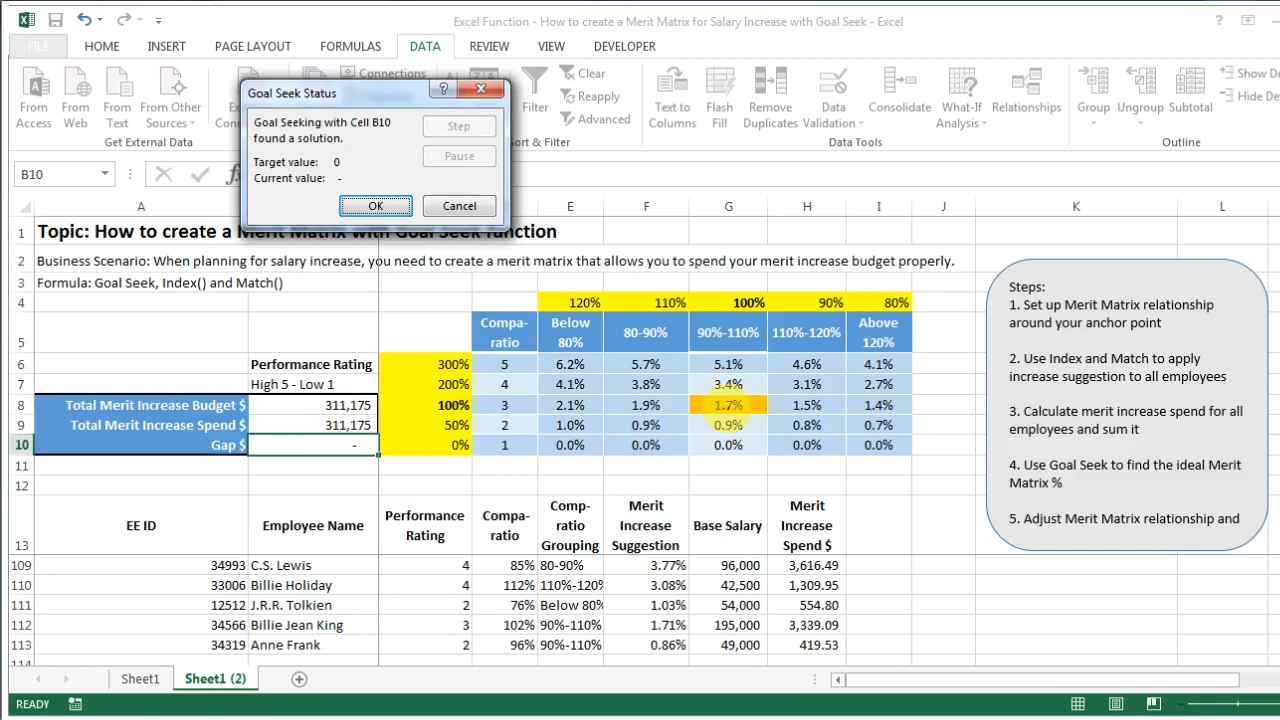 Excel Function - How to create a Merit Matrix for Salary Increase with Goal Seek - Excel
FILE HOME INSERT PAGE LAYOUT FORMULAS DATA REVIEW VIEW DEVELOPER
From Access
From Web
From Text
From Other Sources
Get External Data
Connections
Filter
Clear
Reapply
Advanced
Sort & Filter
Text to Columns
Flash Fill
Remove Duplicates
Data Validation
Consolidate
What-If Analysis
Relationships
Data Tools
Group
Ungroup
Subtotal
Show De
Hide De
Outline
Goal Seek Status
Goal Seeking with Cell B10
found a solution.
Target value: 0
Current value: -
Step
Pause
OK
Cancel
B10
A E F G H I J K L
1 Topic: How to create a Merit Matrix with Goal Seek function
2 Business Scenario: When planning for salary increase, you need to create a merit matrix that allows you to spend your merit increase budget properly.
3 Formula: Goal Seek, Index() and Match()
4 120% 110% 100% 90% 80%
5 Compa-ratio Below 80% 80-90% 90%-110% 110%-120% Above 120%
6 Performance Rating 300% 5 6.2% 5.7% 5.1% 4.6% 4.1%
7 High 5 - Low 1 200% 4 4.1% 3.8% 3.4% 3.1% 2.7%
8 Total Merit Increase Budget $ 311,175 100% 3 2.1% 1.9% 1.7% 1.5% 1.4%
9 Total Merit Increase Spend $ 311,175 50% 2 1.0% 0.9% 0.9% 0.8% 0.7%
10 Gap $ - 0% 1 0.0% 0.0% 0.0% 0.0% 0.0%
11
12
13 EE ID Employee Name Performance Rating Compa-ratio Comp-ratio Grouping Merit Increase Suggestion Base Salary Merit Increase Spend $
109 34993 C.S. Lewis 4 85% 80-90% 3.77% 96,000 3,616.49
110 33006 Billie Holiday 4 112% 110%-120% 3.08% 42,500 1,309.95
111 12512 J.R.R. Tolkien 2 76% Below 80% 1.03% 54,000 554.80
112 34566 Billie Jean King 3 102% 90%-110% 1.71% 195,000 3,339.09
113 34319 Anne Frank 2 96% 90%-110% 0.86% 49,000 419.53
Steps:
1. Set up Merit Matrix relationship
around your anchor point
2. Use Index and Match to apply
increase suggestion to all employees
3. Calculate merit increase spend for all
employees and sum it
4. Use Goal Seek to find the ideal Merit
Matrix %
5. Adjust Merit Matrix relationship and
Sheet1 Sheet1 (2)
READY